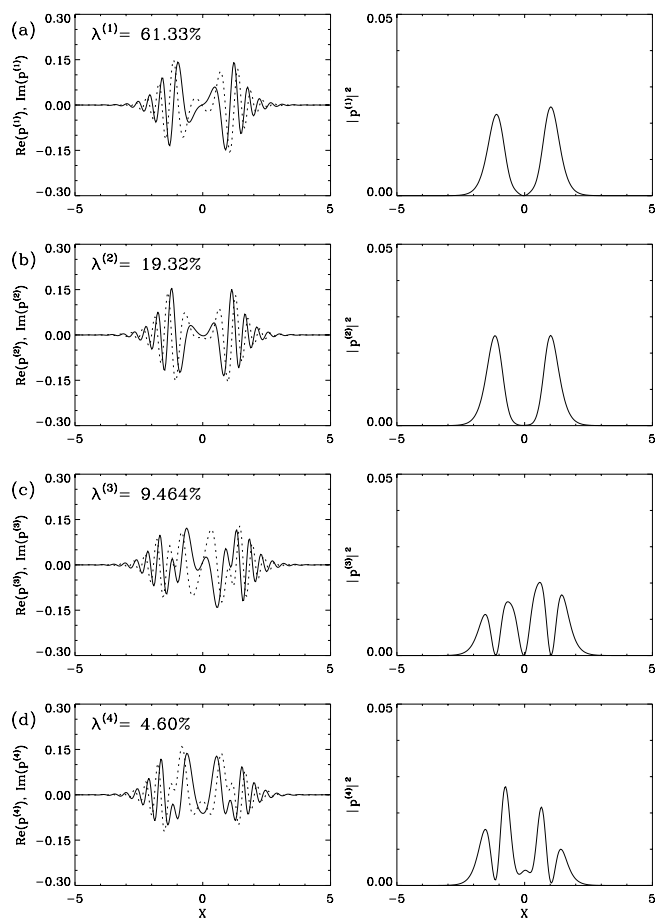 (a)
λ⁽¹⁾= 61.33%
Re(p⁽¹⁾), Im(p⁽¹⁾)
0.30
0.15
0.00
−0.15
−0.30
−5
0
5
|p⁽¹⁾|²
0.05
0.00
−5
0
5
(b)
λ⁽²⁾= 19.32%
Re(p⁽²⁾), Im(p⁽²⁾)
0.30
0.15
0.00
−0.15
−0.30
−5
0
5
|p⁽²⁾|²
0.05
0.00
−5
0
5
(c)
λ⁽³⁾= 9.464%
Re(p⁽³⁾), Im(p⁽³⁾)
0.30
0.15
0.00
−0.15
−0.30
−5
0
5
|p⁽³⁾|²
0.05
0.00
−5
0
5
(d)
λ⁽⁴⁾= 4.60%
Re(p⁽⁴⁾), Im(p⁽⁴⁾)
0.30
0.15
0.00
−0.15
−0.30
−5
0
5
X
|p⁽⁴⁾|²
0.05
0.00
−5
0
5
X